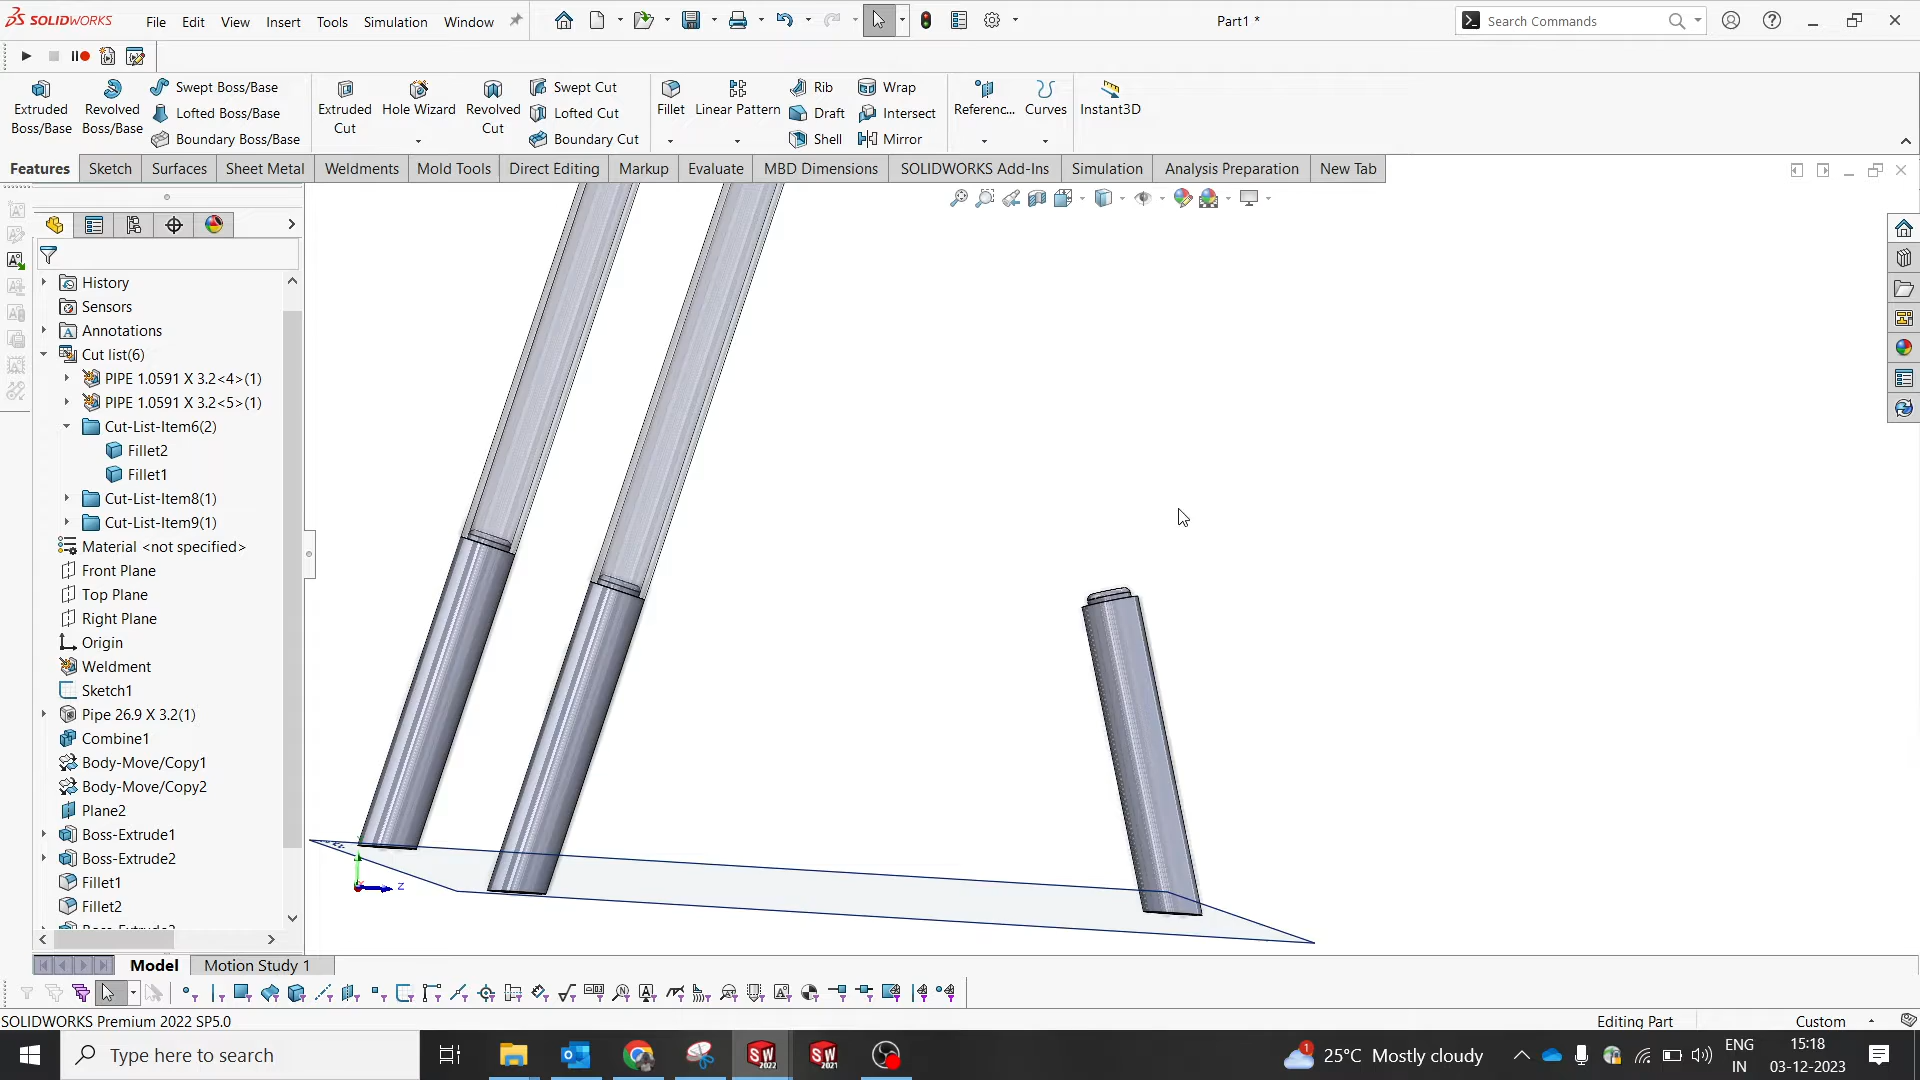 SOLIDWORKS File Edit View Insert Tools Simulation Window Part1 * Search Commands
Extruded Boss/Base
Revolved Boss/Base
Swept Boss/Base
Lofted Boss/Base
Boundary Boss/Base
Extruded Cut
Hole Wizard
Revolved Cut
Swept Cut
Lofted Cut
Boundary Cut
Fillet
Linear Pattern
Rib
Draft
Shell
Wrap
Intersect
Mirror
Referenc...
Curves
Instant3D
Features Sketch Surfaces Sheet Metal Weldments Mold Tools Direct Editing Markup Evaluate MBD Dimensions SOLIDWORKS Add-Ins Simulation Analysis Preparation New Tab
History
Sensors
Annotations
Cut list(6)
PIPE 1.0591 X 3.2<4>(1)
PIPE 1.0591 X 3.2<5>(1)
Cut-List-Item6(2)
Fillet2
Fillet1
Cut-List-Item8(1)
Cut-List-Item9(1)
Material <not specified>
Front Plane
Top Plane
Right Plane
Origin
Weldment
Sketch1
Pipe 26.9 X 3.2(1)
Combine1
Body-Move/Copy1
Body-Move/Copy2
Plane2
Boss-Extrude1
Boss-Extrude2
Fillet1
Fillet2
Z
Model Motion Study 1
SOLIDWORKS Premium 2022 SP5.0 Editing Part Custom
Type here to search
SW 2022
SW 2021
1
25°C Mostly cloudy
ENG IN
15:18
03-12-2023